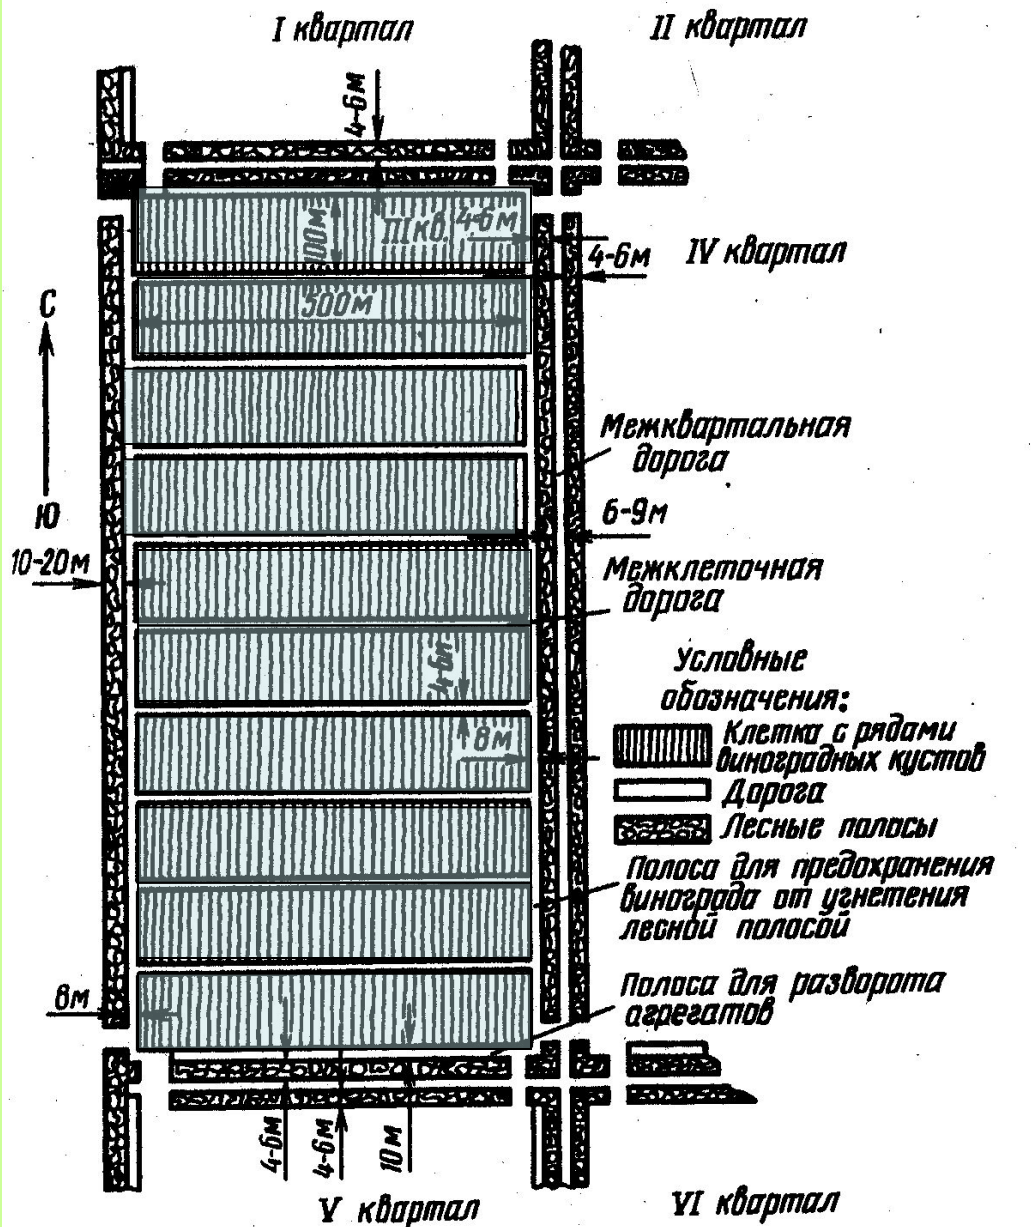 I квартал
II квартал
4-6м
III кв.
4-6м
100м
4-6м
IV квартал
500м
С
Ю
Межквартальная
дорога
6-9м
10-20м
Межклеточная
дорога
4-6м
Условные
обозначения:
Клетка с рядами
виноградных кустов
8м
Дорога
Лесные полосы
Полоса для предохранения
винограда от угнетения
лесной полосой
Полоса для разворота
агрегатов
8м
4-6м
4-6м
10м
V квартал
VI квартал